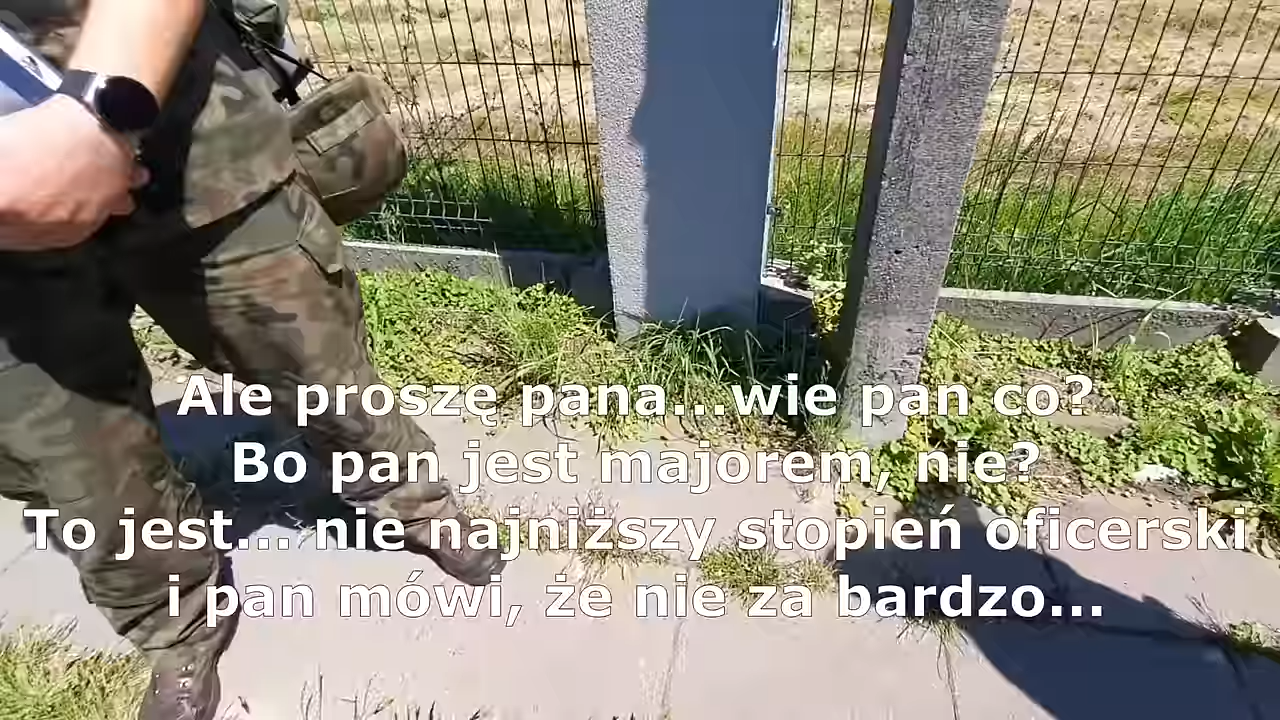 Ale proszę pana...wie pan co?
Bo pan jest majorem, nie?
To jest... nie najniższy stopień oficerski
i pan mówi, że nie za bardzo...